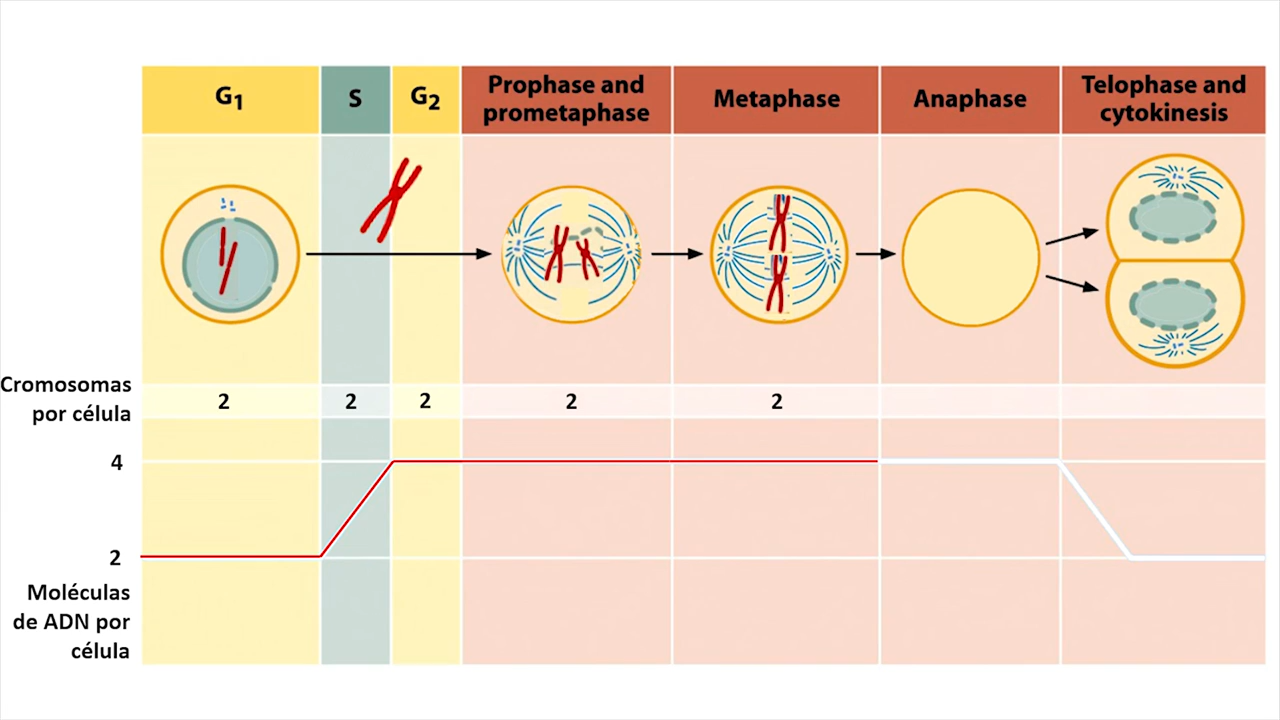 G1
S
G2
Prophase and
prometaphase
Metaphase
Anaphase
Telophase and
cytokinesis
Cromosomas
por célula
2
2
2
2
2
4
2
Moléculas
de ADN por
célula